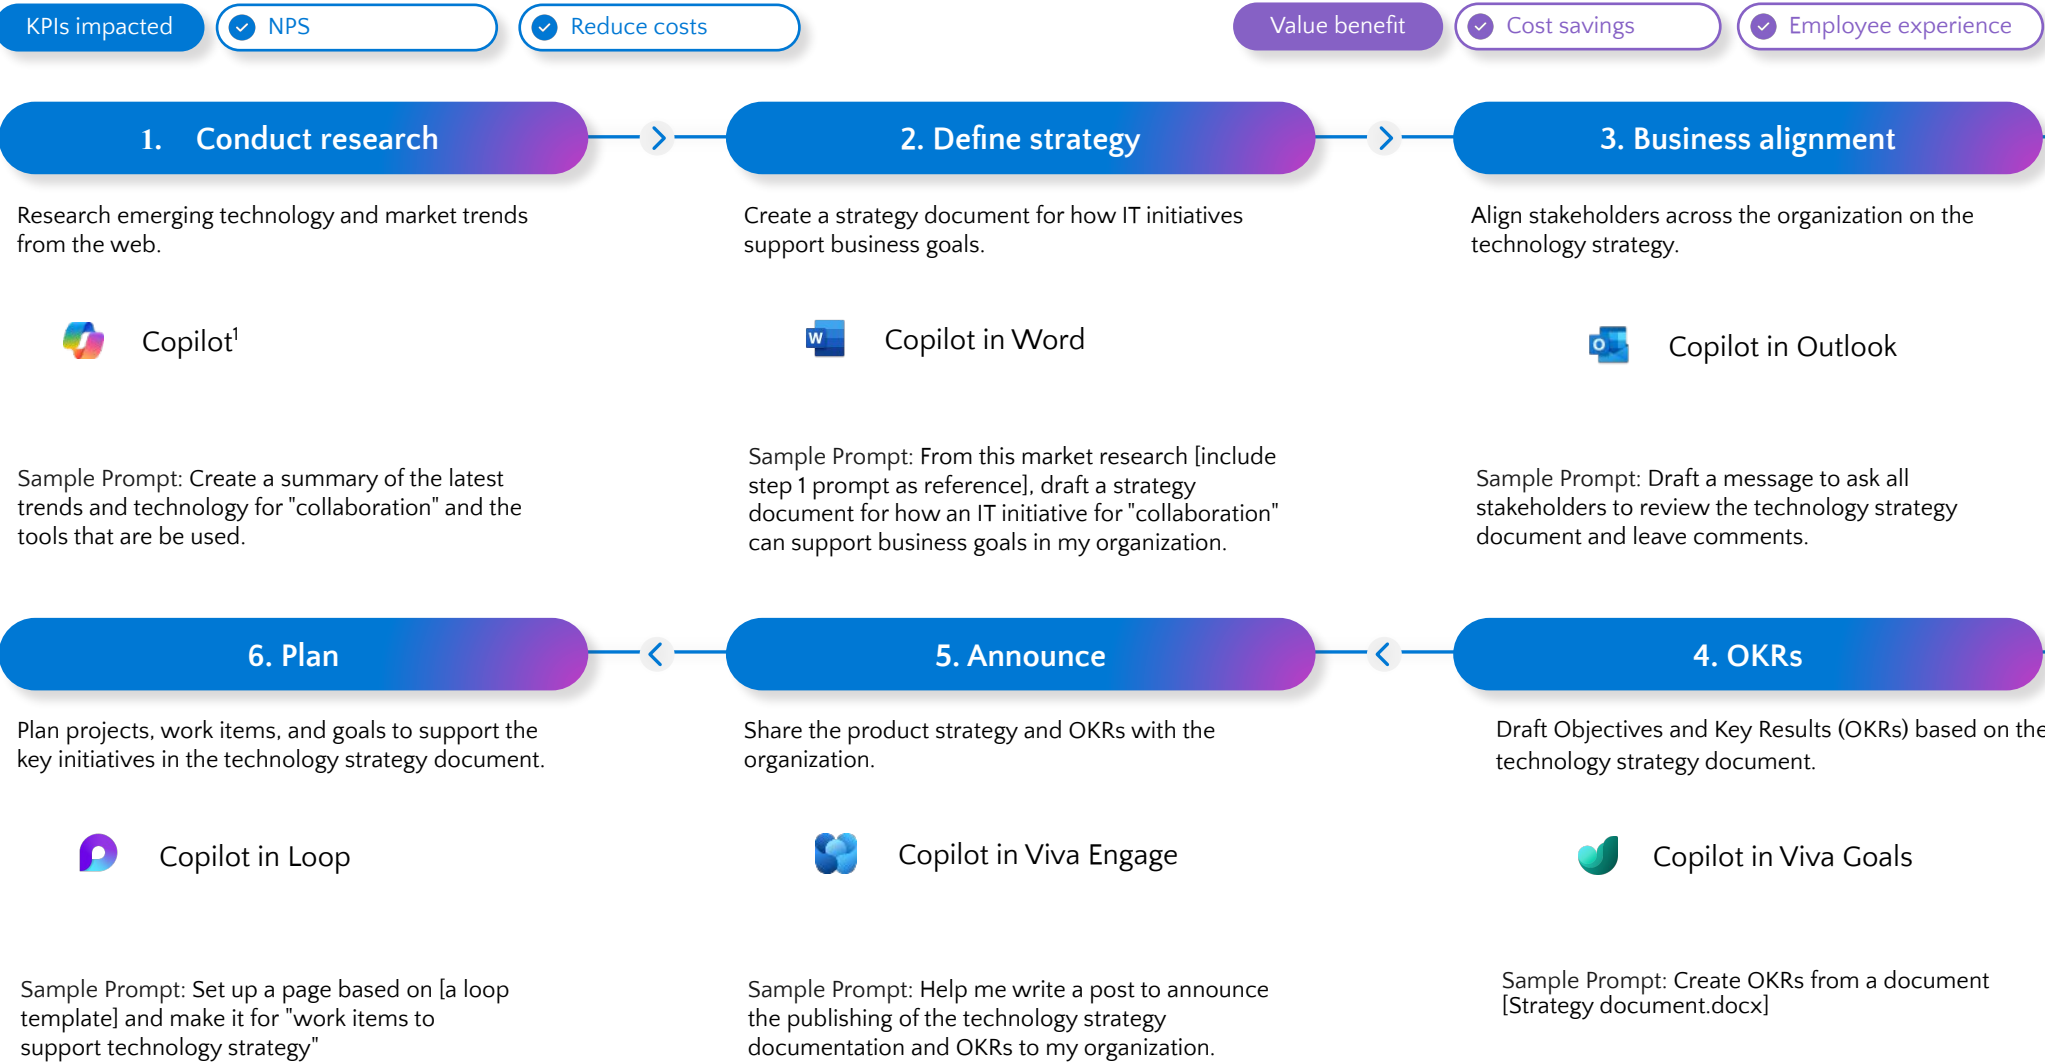 KPIs impacted
NPS
Reduce costs
Value benefit
Cost savings
Employee experience
1. Conduct research
2. Define strategy
3. Business alignment
Research emerging technology and market trends
from the web.
Create a strategy document for how IT initiatives
support business goals.
Align stakeholders across the organization on the
technology strategy.
Copilot1
Copilot in Word
Copilot in Outlook
Sample Prompt: Create a summary of the latest
trends and technology for "collaboration" and the
tools that are be used.
Sample Prompt: From this market research [include
step 1 prompt as reference], draft a strategy
document for how an IT initiative for "collaboration"
can support business goals in my organization.
Sample Prompt: Draft a message to ask all
stakeholders to review the technology strategy
document and leave comments.
6. Plan
5. Announce
4. OKRs
Plan projects, work items, and goals to support the
key initiatives in the technology strategy document.
Share the product strategy and OKRs with the
organization.
Draft Objectives and Key Results (OKRs) based on the
technology strategy document.
Copilot in Loop
Copilot in Viva Engage
Copilot in Viva Goals
Sample Prompt: Set up a page based on [a loop
template] and make it for "work items to
support technology strategy"
Sample Prompt: Help me write a post to announce
the publishing of the technology strategy
documentation and OKRs to my organization.
Sample Prompt: Create OKRs from a document
[Strategy document.docx]